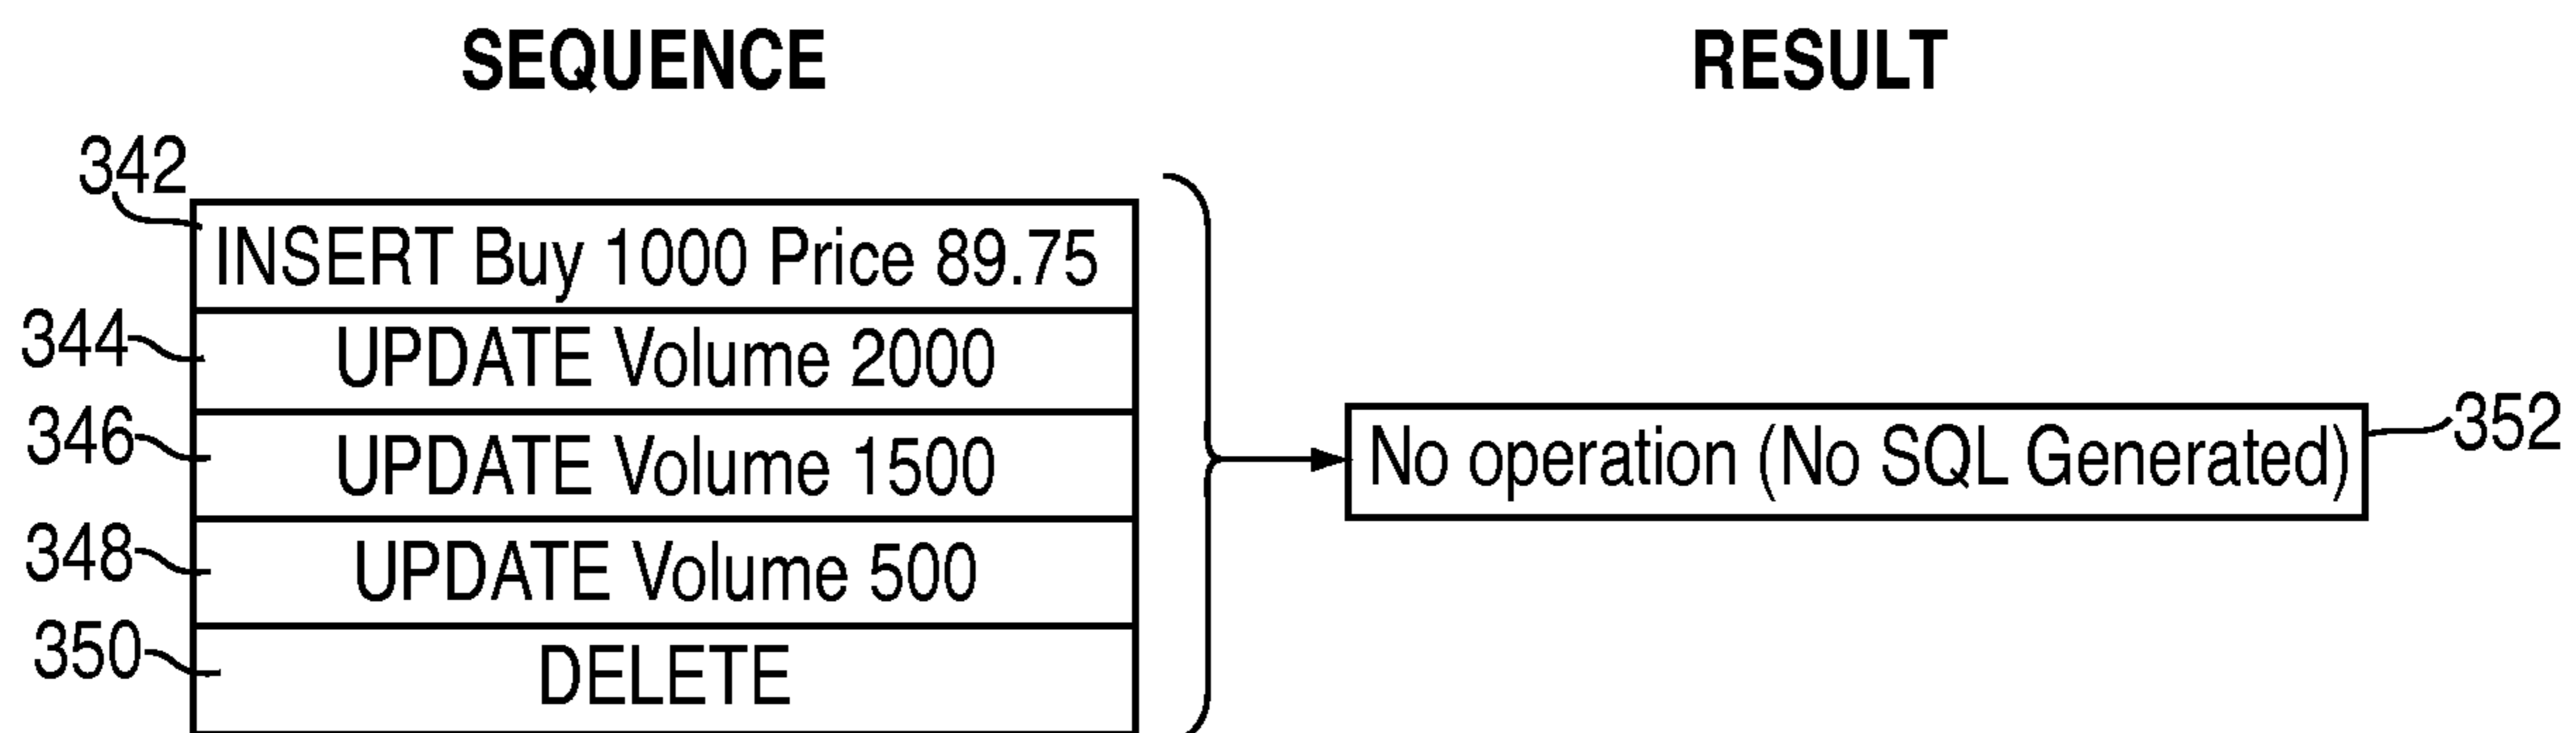 SEQUENCE RESULT
342
INSERT Buy 1000 Price 89.75
344 UPDATE Volume 2000
346 UPDATE Volume 1500
No operation (No SQL Generated) 352
348 UPDATE Volume 500
350 DELETE